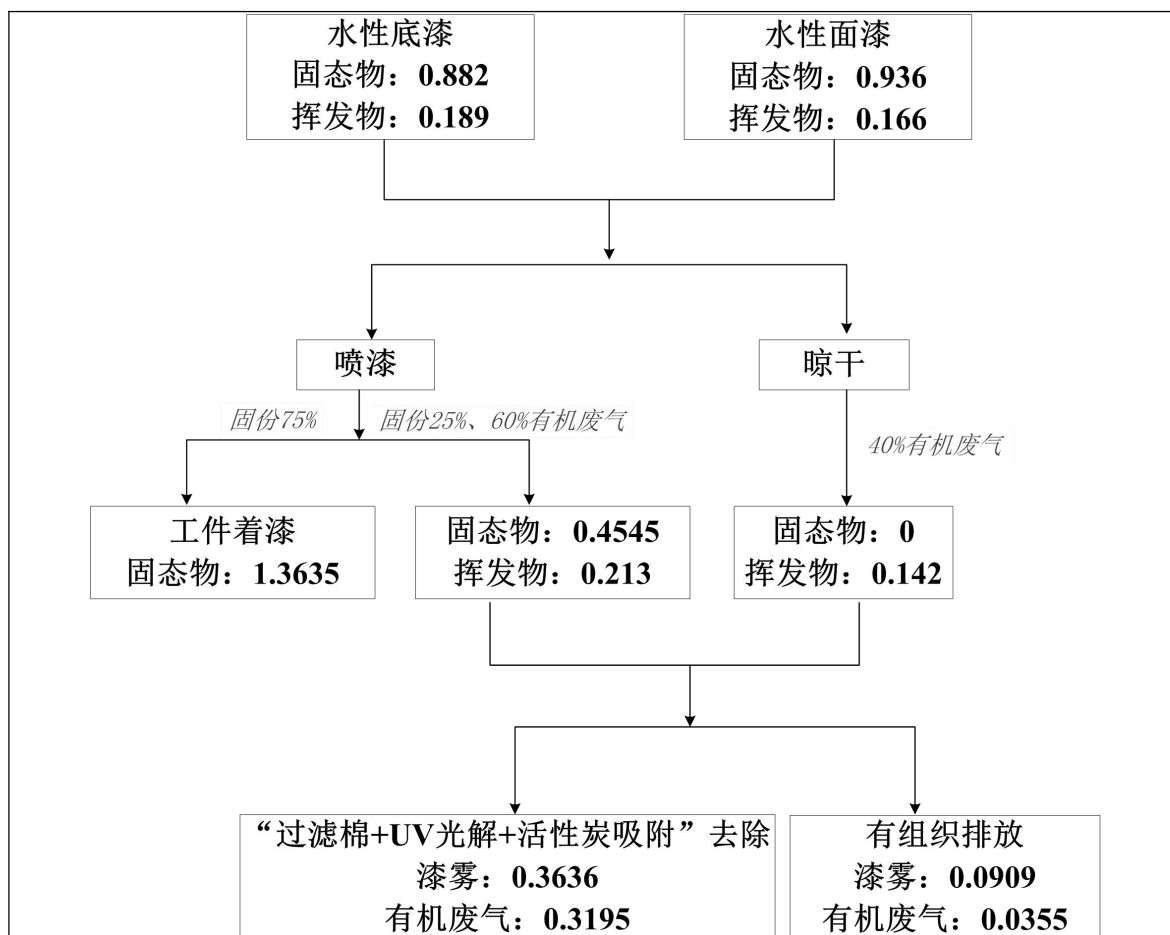 水性底漆
固态物：0.882
挥发物：0.189
水性面漆
固态物：0.936
挥发物：0.166
喷漆
晾干
固份75%
固份25%、60%有机废气
40%有机废气
工件着漆
固态物：1.3635
固态物：0.4545
挥发物：0.213
固态物：0
挥发物：0.142
“过滤棉+UV光解+活性炭吸附”去除
漆雾：0.3636
有机废气：0.3195
有组织排放
漆雾：0.0909
有机废气：0.0355